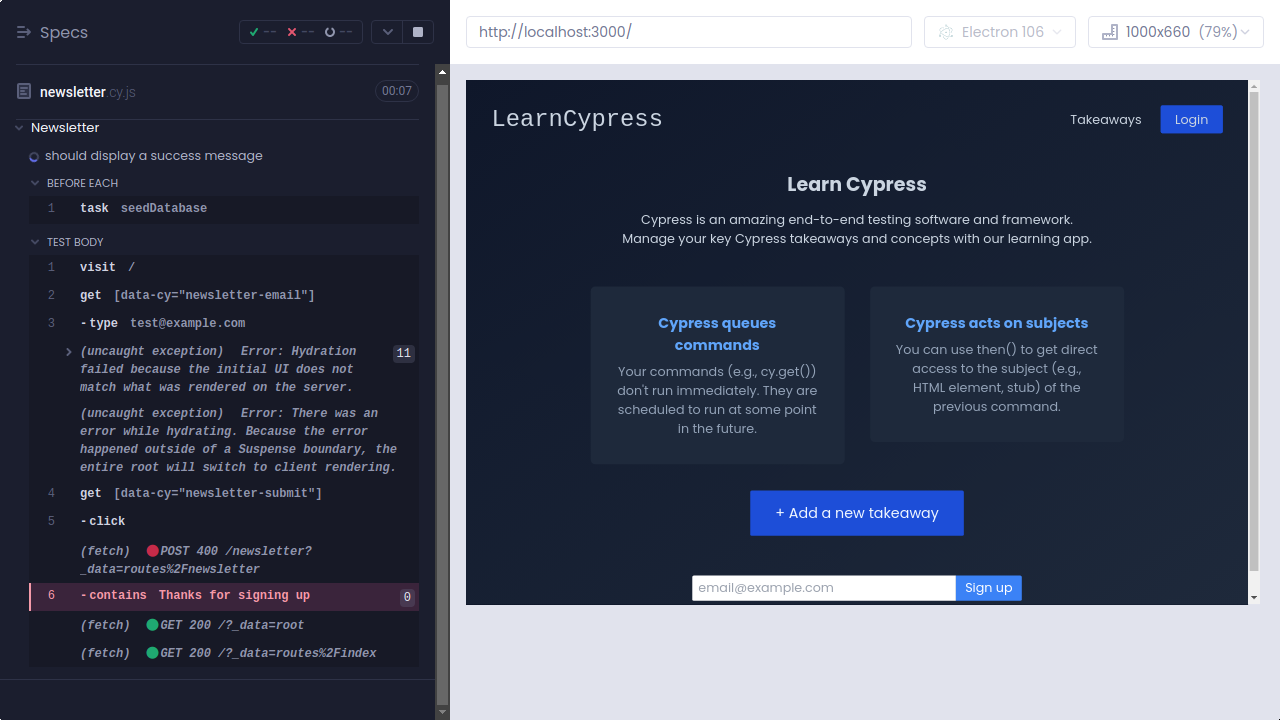 Specs
-- -- --
newsletter.cy.js
00:07
Newsletter
should display a success message
BEFORE EACH
1 task seedDatabase
TEST BODY
1 visit /
2 get [data-cy="newsletter-email"]
3 -type test@example.com
(uncaught exception) Error: Hydration 11
failed because the initial UI does not
match what was rendered on the server.
(uncaught exception) Error: There was an
error while hydrating. Because the error
happened outside of a Suspense boundary, the
entire root will switch to client rendering.
4 get [data-cy="newsletter-submit"]
5 -click
(fetch) POST 400 /newsletter?
_data=routes%2Fnewsletter
6 -contains Thanks for signing up 0
(fetch) GET 200 /?_data=root
(fetch) GET 200 /?_data=routes%2Findex
http://localhost:3000/
Electron 106
1000x660 (79%)
LearnCypress
Takeaways
Login
Learn Cypress
Cypress is an amazing end-to-end testing software and framework.
Manage your key Cypress takeaways and concepts with our learning app.
Cypress queues
commands
Your commands (e.g., cy.get())
don't run immediately. They are
scheduled to run at some point
in the future.
Cypress acts on subjects
You can use then() to get direct
access to the subject (e.g.,
HTML element, stub) of the
previous command.
+ Add a new takeaway
email@example.com
Sign up